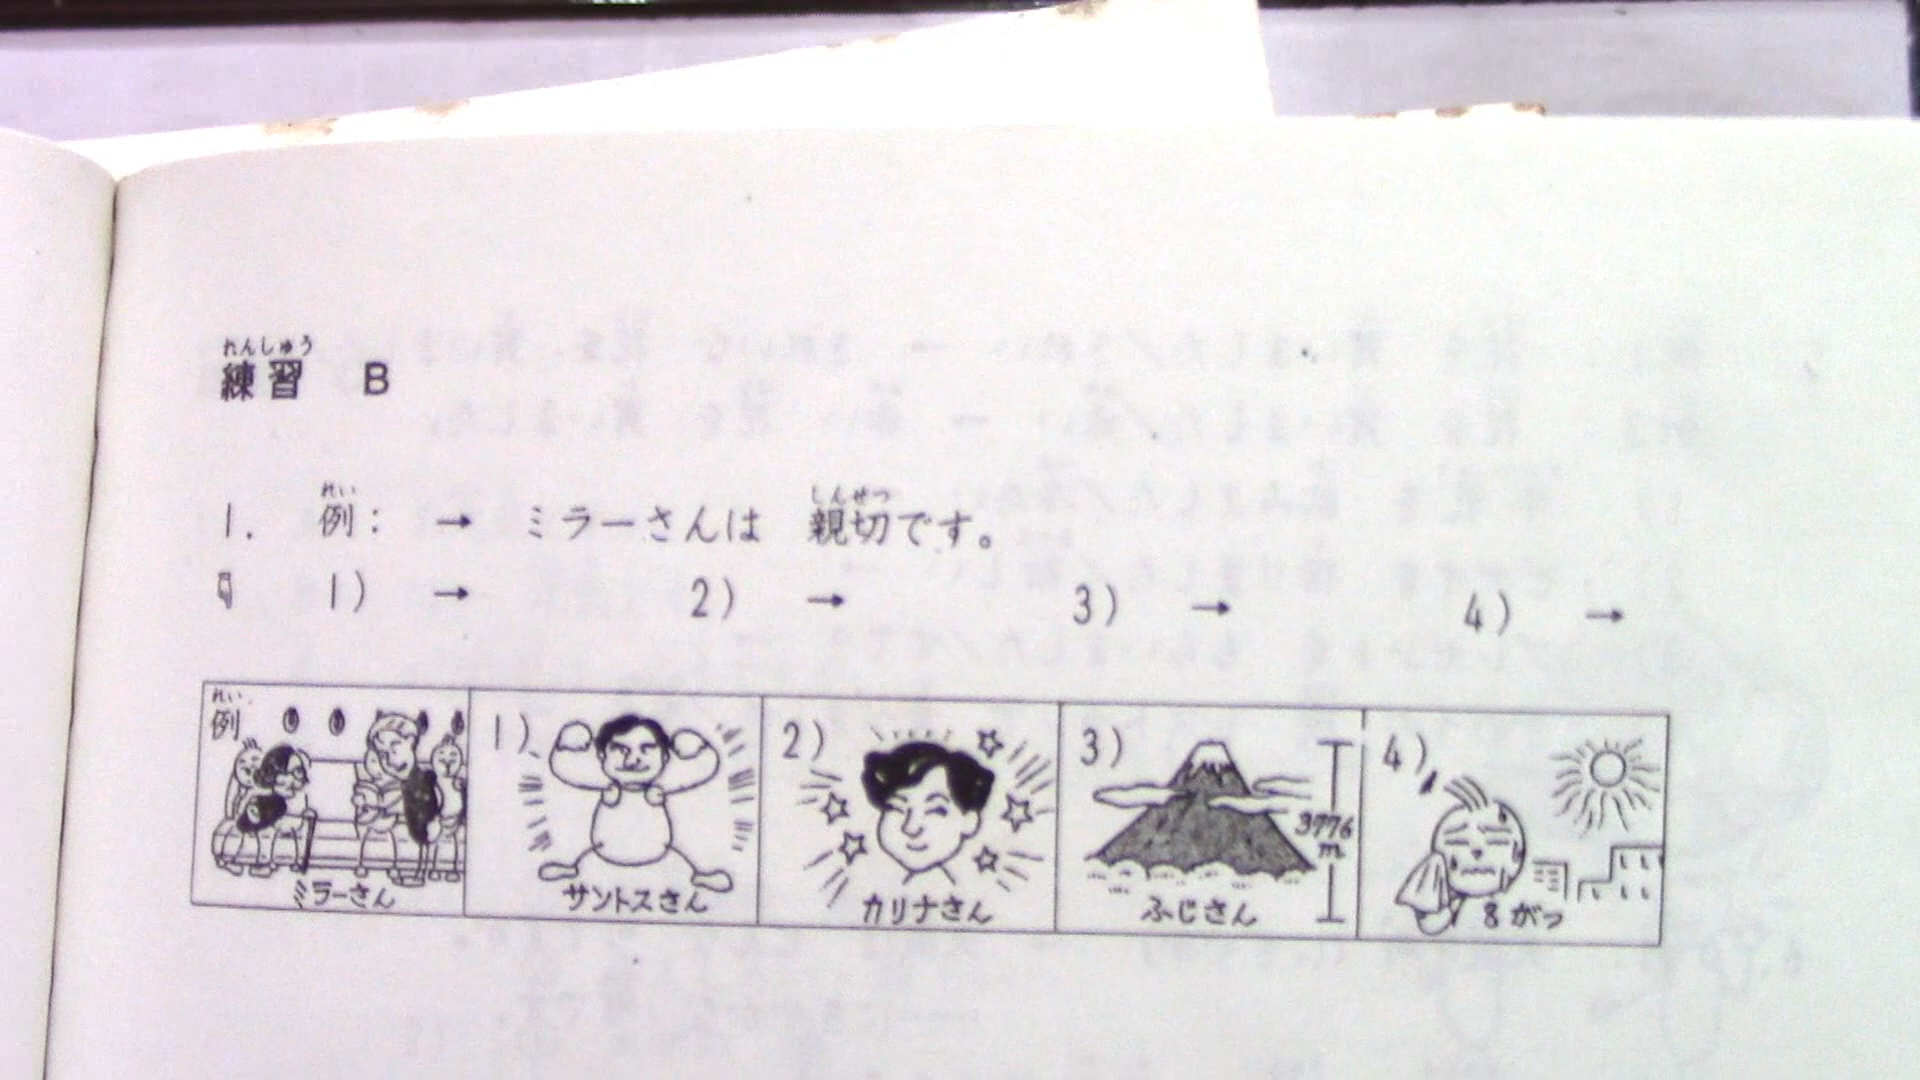 れんしゅう
練習 B
れい しんせつ
1. 例: → ミラーさんは 親切です。
1) → 2) → 3) → 4) →
れい
例 1) 2) 3) 4)
3776
m
ミラーさん サントスさん カリナさん ふじさん 8がつ